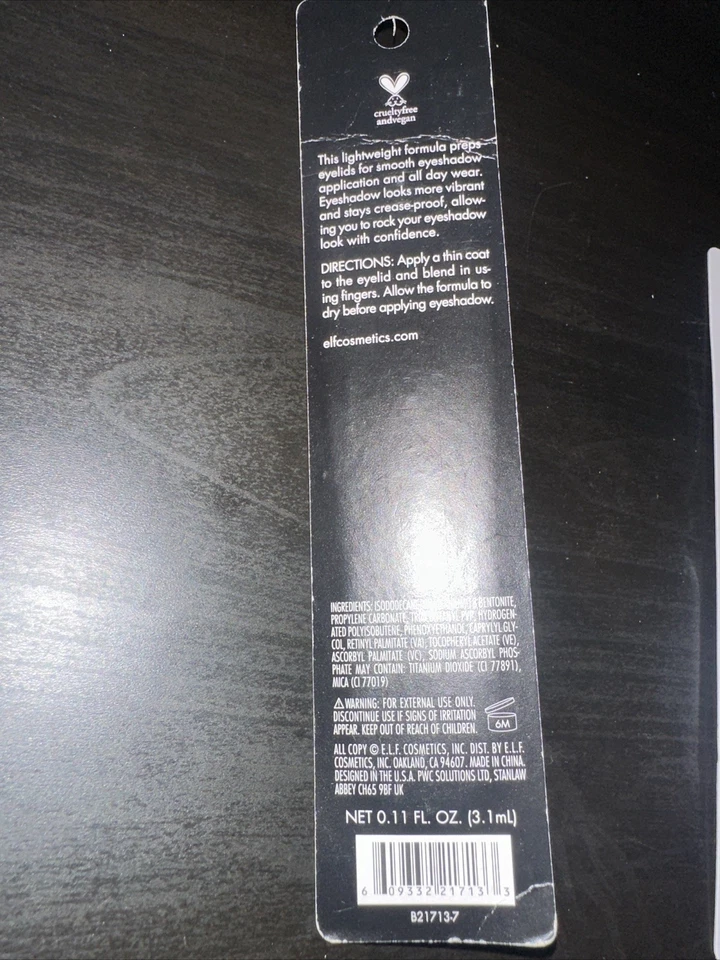 crueltyfree
andvegan
This lightweight formula preps
eyelids for smooth eyeshadow
application and all day wear.
Eyeshadow looks more vibrant
and stays crease-proof, allow-
ing you to rock your eyeshadow
look with confidence.
DIRECTIONS: Apply a thin coat
to the eyelid and blend in us-
ing fingers. Allow the formula to
dry before applying eyeshadow.
elfcosmetics.com
INGREDIENTS: BENTONITE,
PROPYLENE CARBONATE, PVP, HYDROGEN-
ATED POLYISOBUTENE, PHENOXYETHANOL, CAPRYLYL GLY-
COL, RETINYL PALMITATE (VA), TOCOPHERYL ACETATE (VE),
ASCORBYL PALMITATE (VC), SODIUM ASCORBYL PHOS-
PHATE MAY CONTAIN: TITANIUM DIOXIDE (CI 77891),
MICA (CI 77019)
WARNING: FOR EXTERNAL USE ONLY.
DISCONTINUE USE IF SIGNS OF IRRITATION
APPEAR. KEEP OUT OF REACH OF CHILDREN.
6M
ALL COPY © E.L.F. COSMETICS, INC. DIST. BY E.L.F.
COSMETICS, INC. OAKLAND, CA 94607. MADE IN CHINA.
DESIGNED IN THE U.S.A. PWC SOLUTIONS LTD, STANLAW
ABBEY CH65 9BF UK
NET 0.11 FL. OZ. (3.1mL)
6 09332 21713 3
B21713-7